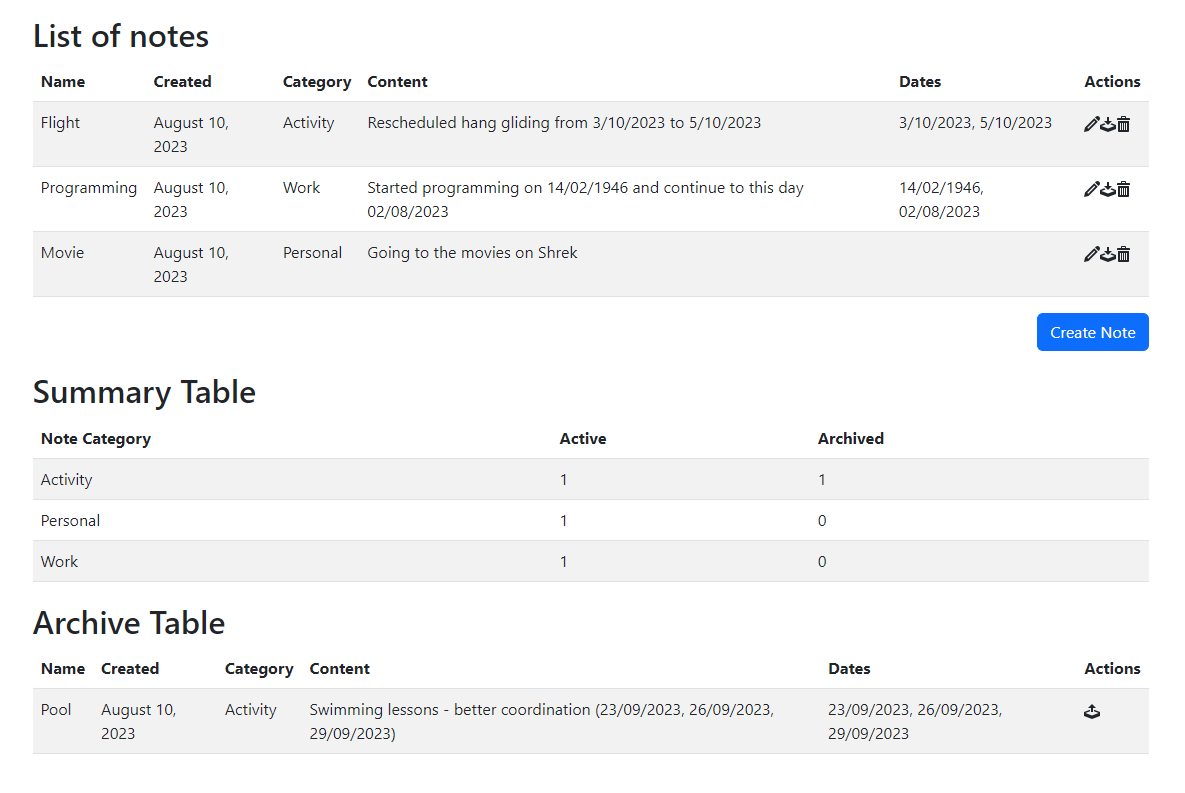 List of notes
Name Created Category Content Dates Actions
Flight August 10, Activity Rescheduled hang gliding from 3/10/2023 to 5/10/2023 3/10/2023, 5/10/2023
2023
Programming August 10, Work Started programming on 14/02/1946 and continue to this day 14/02/1946,
2023 02/08/2023 02/08/2023
Movie August 10, Personal Going to the movies on Shrek
2023
Create Note
Summary Table
Note Category Active Archived
Activity 1 1
Personal 1 0
Work 1 0
Archive Table
Name Created Category Content Dates Actions
Pool August 10, Activity Swimming lessons - better coordination (23/09/2023, 26/09/2023, 23/09/2023, 26/09/2023,
2023 29/09/2023) 29/09/2023